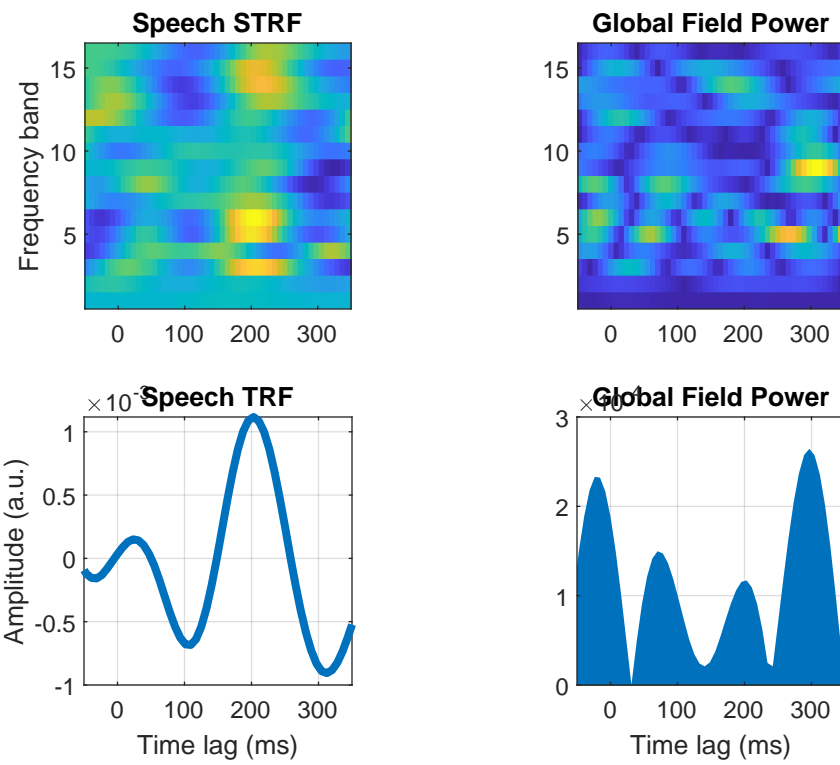 Speech STRF
Global Field Power
Frequency band
15
10
5
0 100 200 300
15
10
5
0 100 200 300
Speech TRF
×10⁻³
Amplitude (a.u.)
1
0.5
0
-0.5
-1
0 100 200 300
Time lag (ms)
Global Field Power
×10⁻⁴
3
2
1
0
0 100 200 300
Time lag (ms)